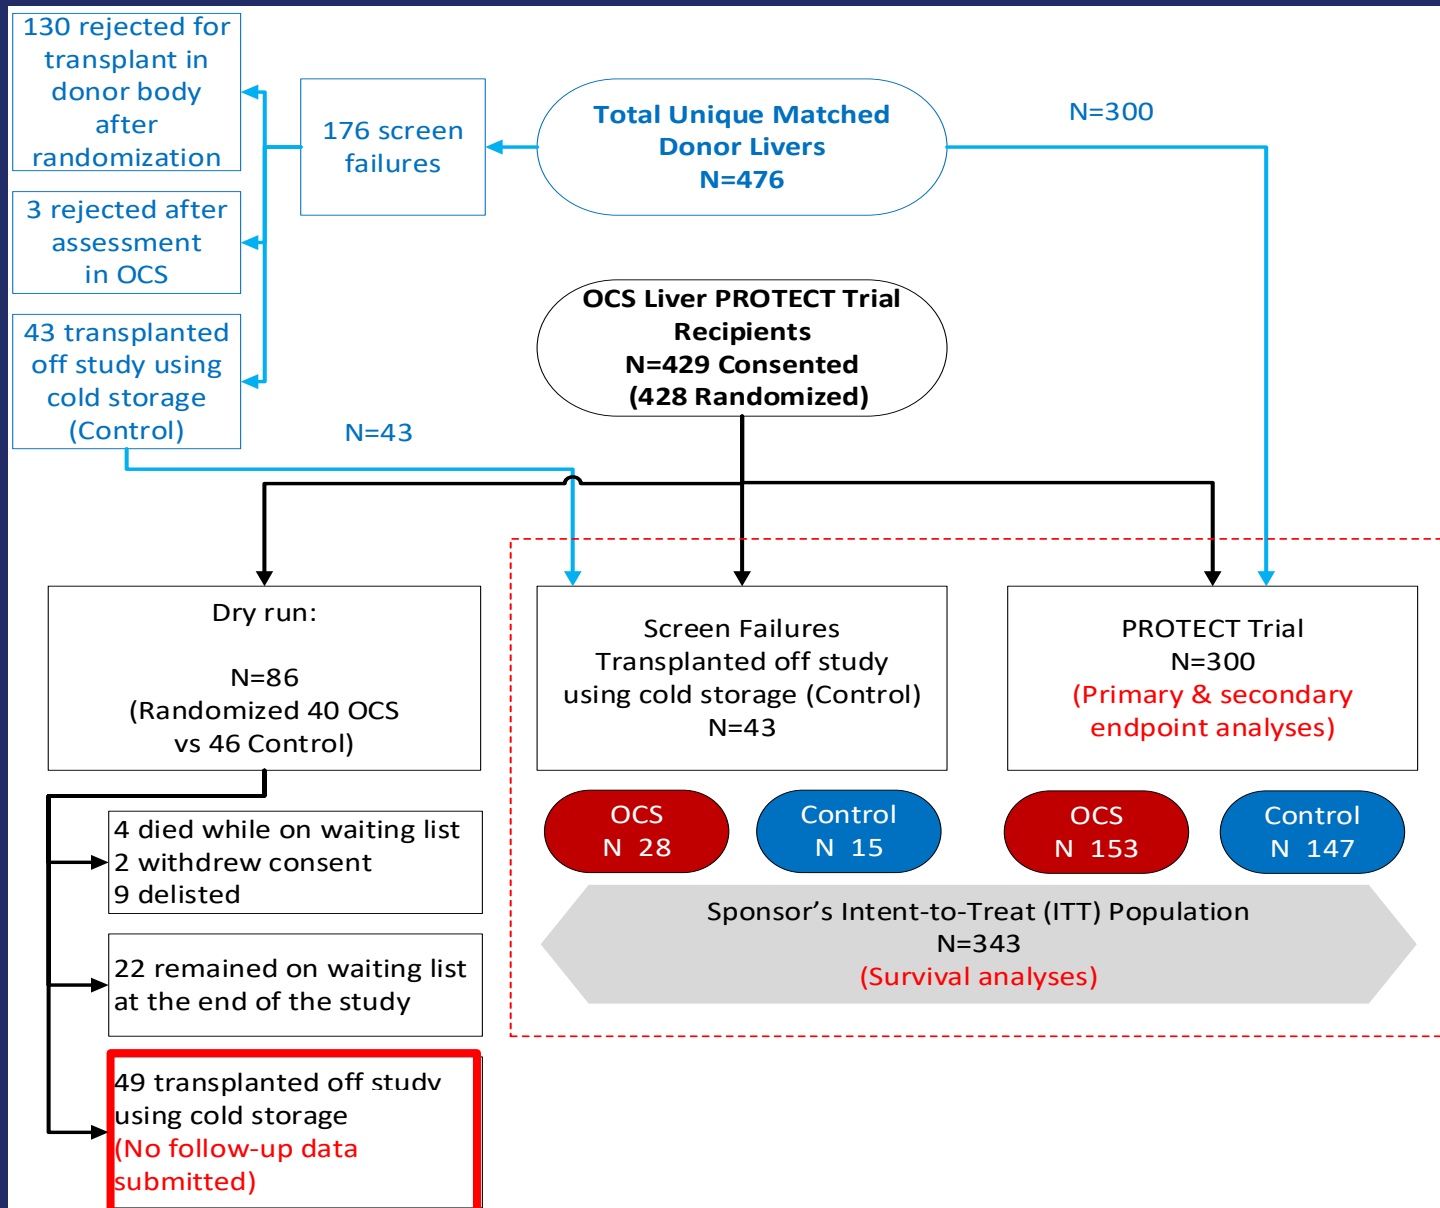 130 rejected for
transplant in
donor body
after
randomization
3 rejected after
assessment
in OCS
43 transplanted
off study using
cold storage
(Control)
176 screen
failures
Total Unique Matched
Donor Livers
N=476
N=300
OCS Liver PROTECT Trial
Recipients
N=429 Consented
(428 Randomized)
N=43
Dry run:
N=86
(Randomized 40 OCS
vs 46 Control)
4 died while on waiting list
2 withdrew consent
9 delisted
22 remained on waiting list
at the end of the study
49 transplanted off study
using cold storage
(No follow-up data
submitted)
Screen Failures
Transplanted off study
using cold storage (Control)
N=43
PROTECT Trial
N=300
(Primary & secondary
endpoint analyses)
OCS
N 28
Control
N 15
OCS
N 153
Control
N 147
Sponsor's Intent-to-Treat (ITT) Population
N=343
(Survival analyses)